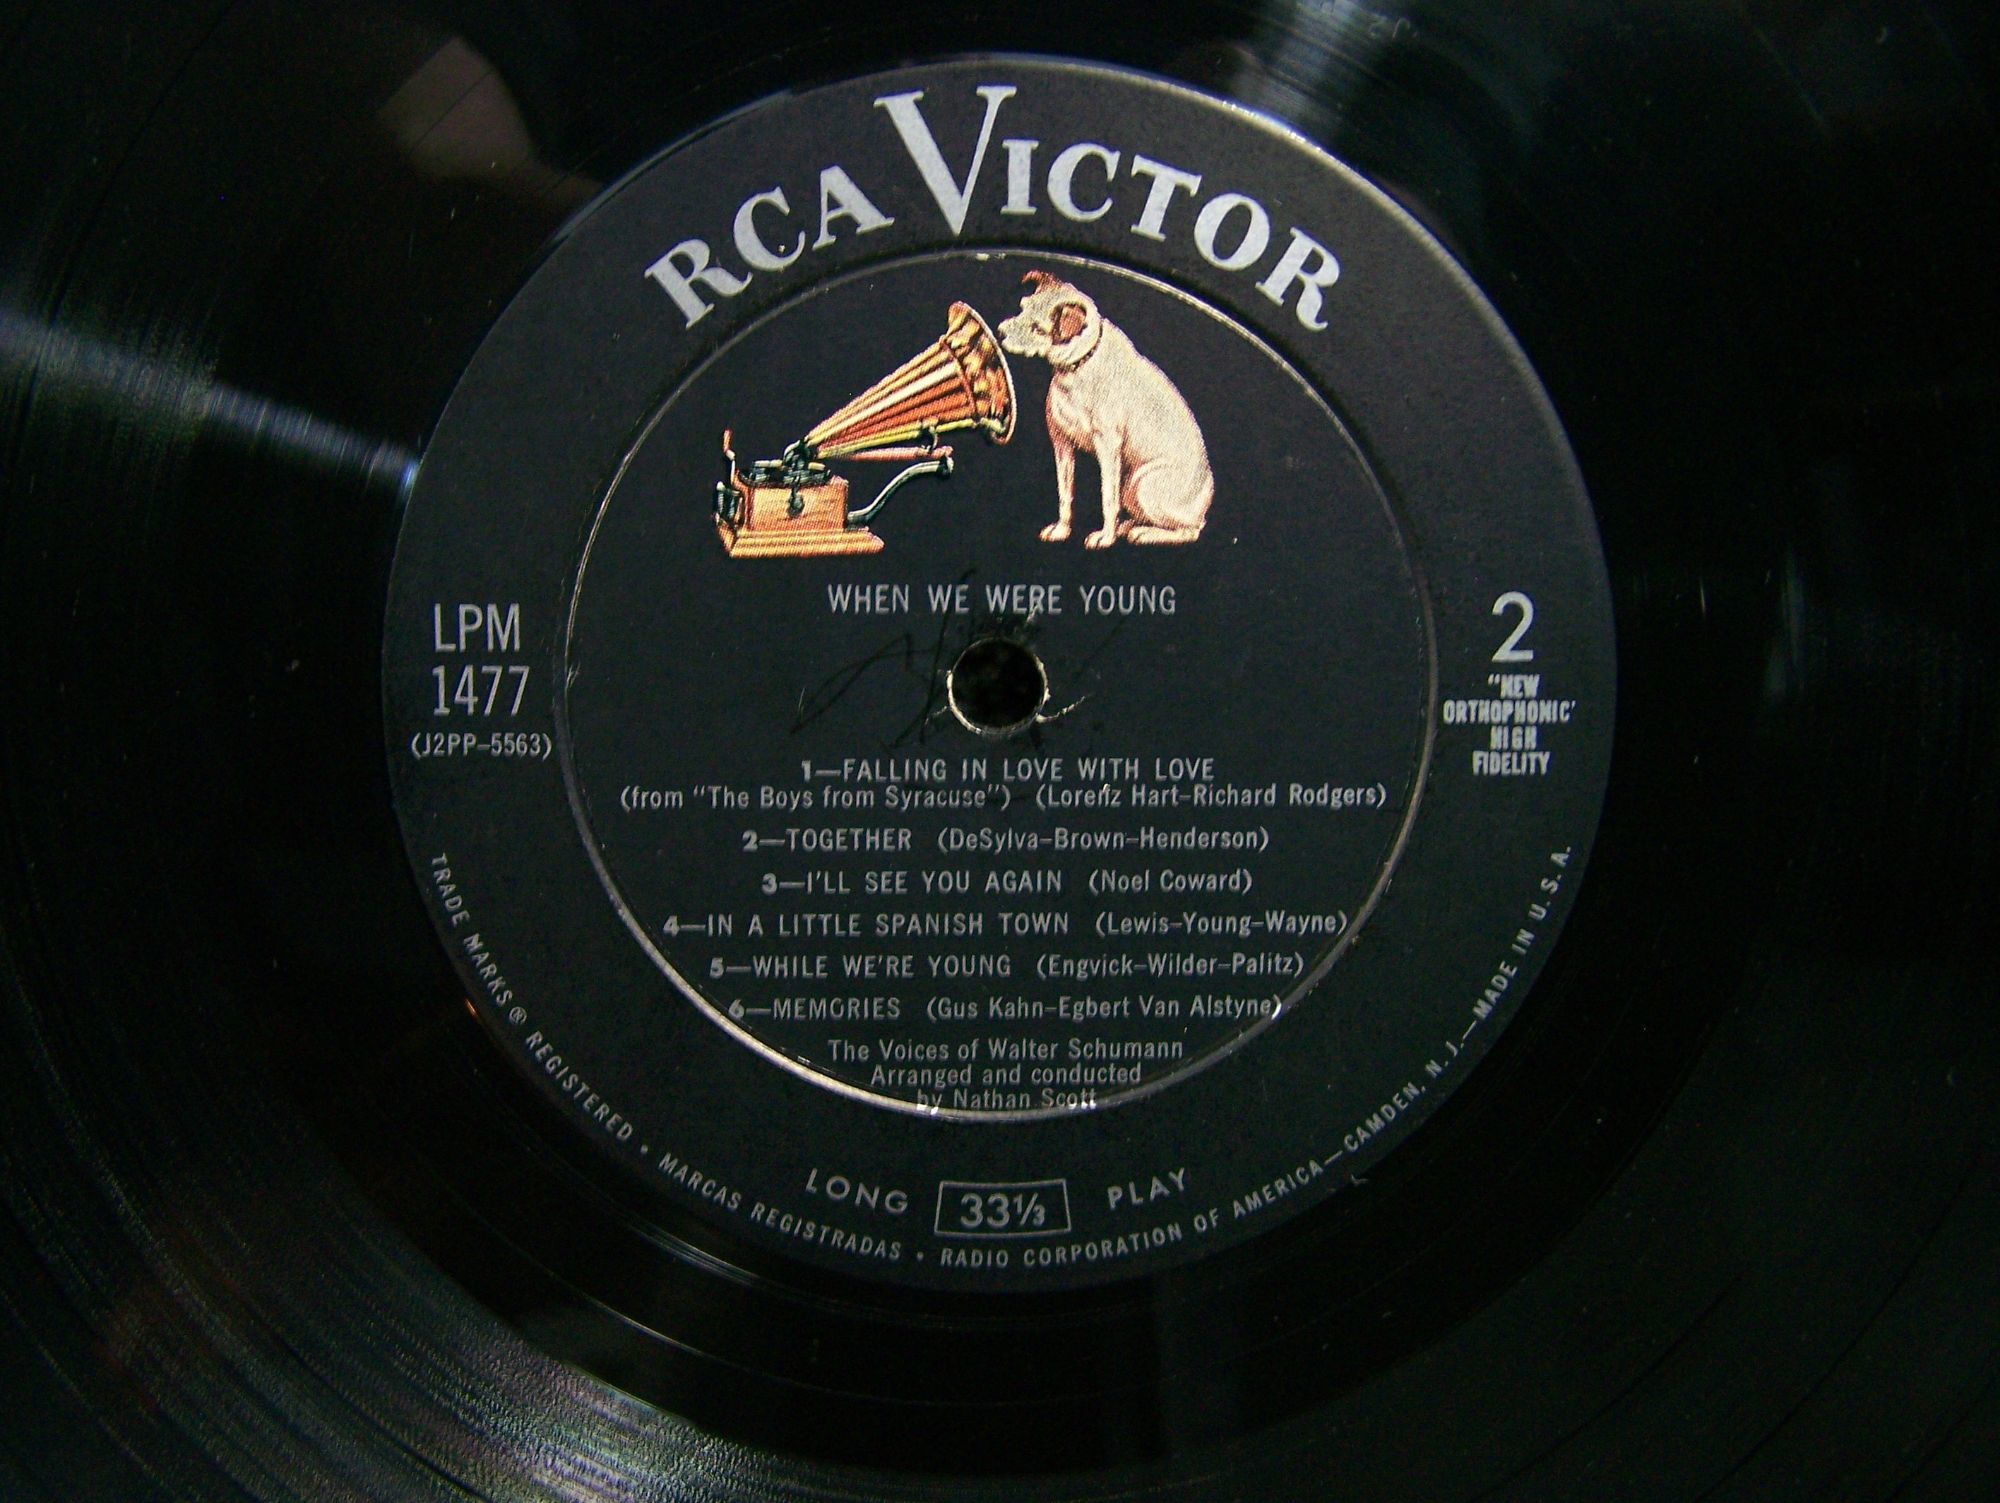 RCA VICTOR
WHEN WE WERE YOUNG
LPM
1477
(J2PP-5563)
2
"NEW
ORTHOPHONIC"
HIGH
FIDELITY
1—FALLING IN LOVE WITH LOVE
(from "The Boys from Syracuse") (Lorenz Hart-Richard Rodgers)
2—TOGETHER (DeSylva-Brown-Henderson)
3—I'LL SEE YOU AGAIN (Noel Coward)
4—IN A LITTLE SPANISH TOWN (Lewis-Young-Wayne)
5—WHILE WE'RE YOUNG (Engvick-Wilder-Palitz)
6—MEMORIES (Gus Kahn-Egbert Van Alstyne)
The Voices of Walter Schumann
Arranged and conducted
by Nathan Scott
LONG 33⅓ PLAY
TRADE MARKS ® REGISTERED • MARCAS REGISTRADAS • RADIO CORPORATION OF AMERICA—CAMDEN, N. J.—MADE IN U.S.A.